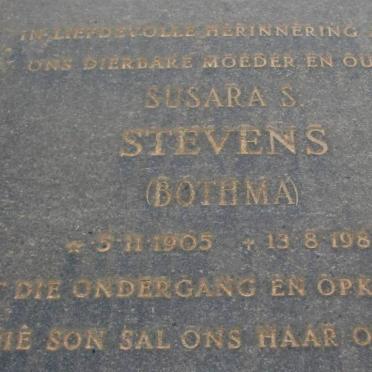 IN LIEFDEVOLLE HERINNERING
ONS DIERBARE MOEDER EN OU
SUSARA S.
STEVENS
(BOTHMA)
☆ 5·11·1905 + 13·8·198
DIE ONDERGANG EN OPK
IE SON SAL ONS HAAR O